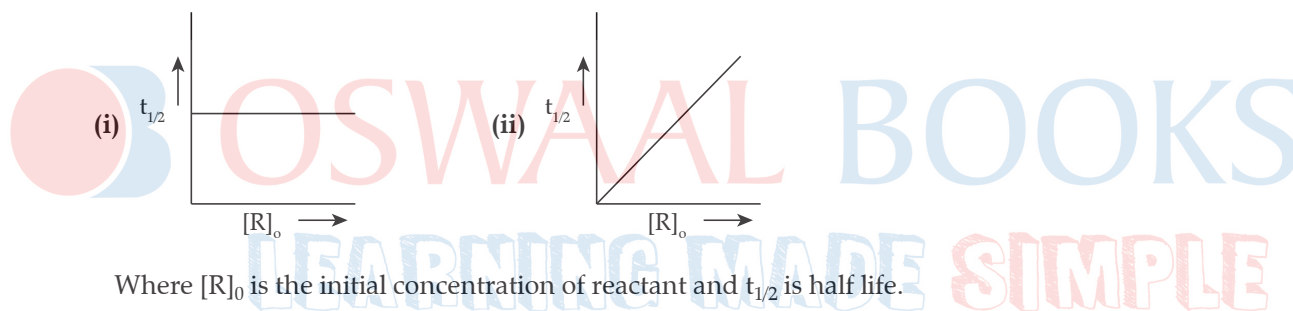 (i) t1/2 [R]o
(ii) t1/2 [R]o
OSWAAL BOOKS
LEARNING MADE SIMPLE
Where [R]0 is the initial concentration of reactant and t1/2 is half life.